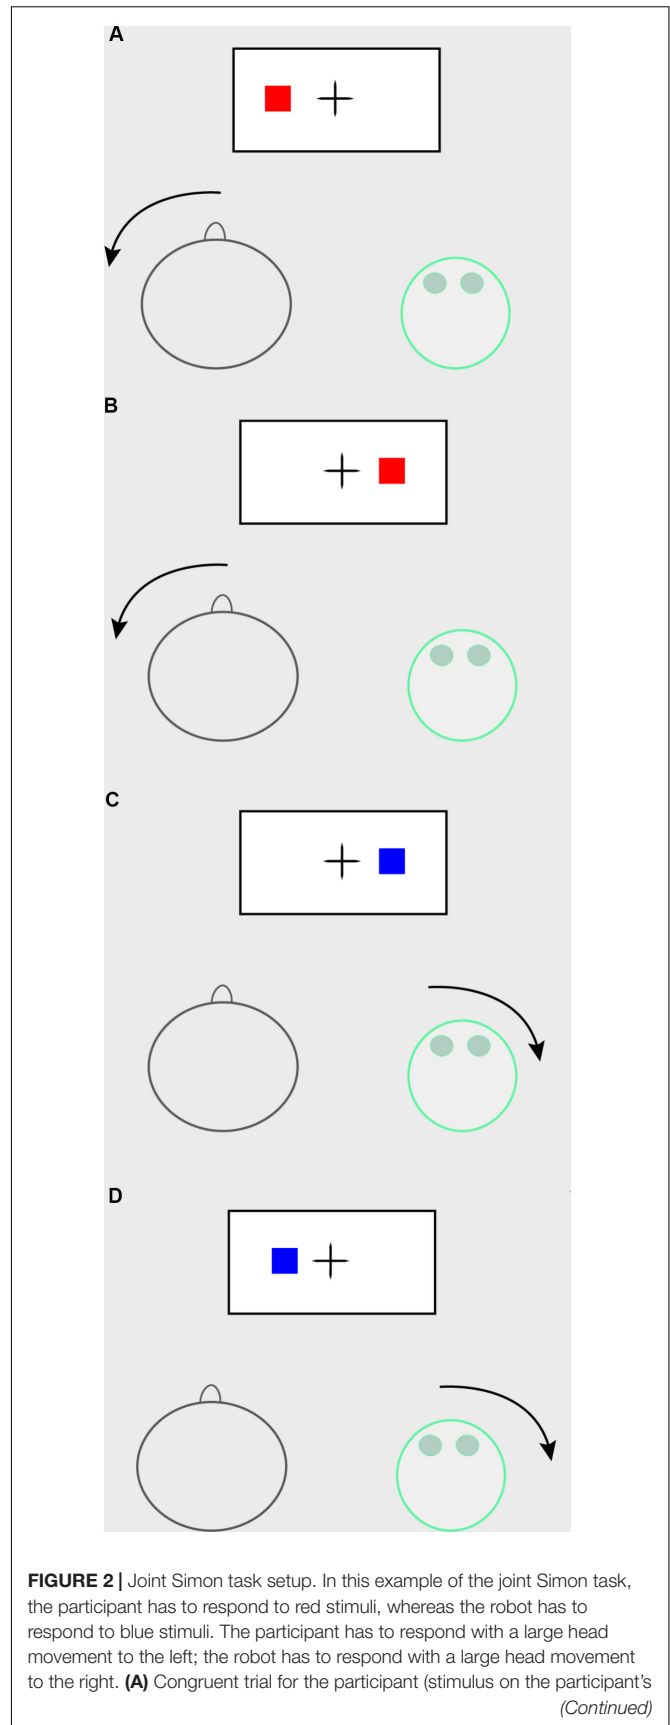 A
B
C
D
FIGURE 2 | Joint Simon task setup. In this example of the joint Simon task,
the participant has to respond to red stimuli, whereas the robot has to
respond to blue stimuli. The participant has to respond with a large head
movement to the left; the robot has to respond with a large head movement
to the right. (A) Congruent trial for the participant (stimulus on the participant’s
(Continued)